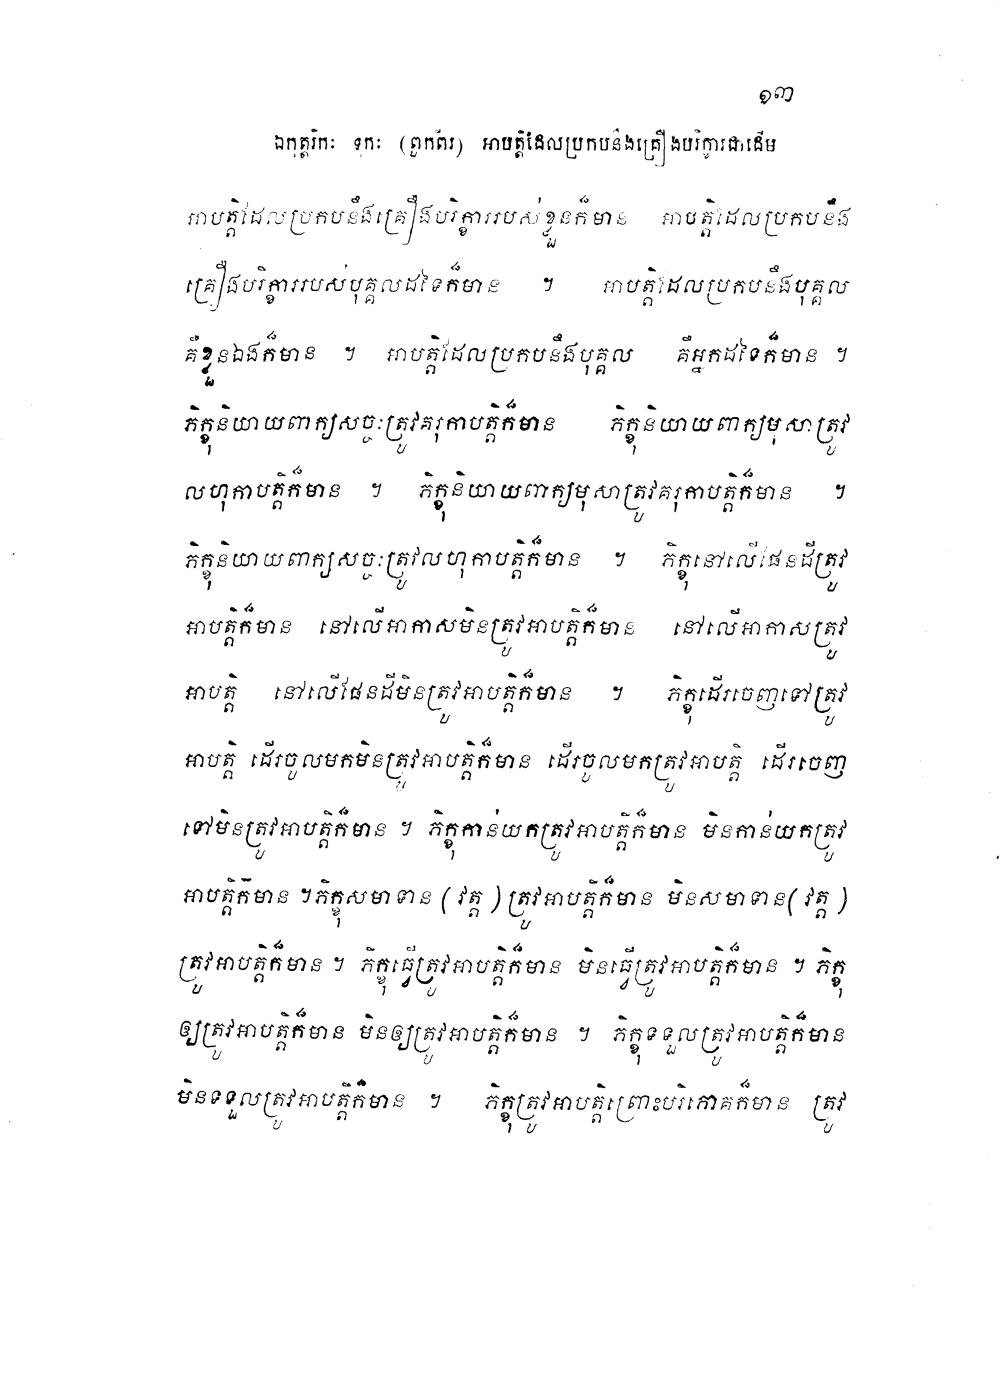 ១៣
ឯកុត្តរិកៈ ទុកៈ (ពួកពីរ) អាបត្តិដែលប្រកបនឹងគ្រឿងបរិក្ខារជាដើម
អាបត្តិដែលប្រកបនឹងគ្រឿងបរិក្ខាររបស់ខ្លួនក៏មាន អាបត្តិដែលប្រកបនឹង
គ្រឿងបរិក្ខាររបស់បុគ្គលដទៃក៏មាន ។ អាបត្តិដែលប្រកបនឹងបុគ្គល
គឺខ្លួនឯងក៏មាន ។ អាបត្តិដែលប្រកបនឹងបុគ្គល គឺអ្នកដទៃក៏មាន ។
ភិក្ខុនិយាយពាក្យសច្ចៈត្រូវគរុកាបត្តិក៏មាន ភិក្ខុនិយាយពាក្យមុសាត្រូវ
លហុកាបត្តិក៏មាន ។ ភិក្ខុនិយាយពាក្យមុសាត្រូវគរុកាបត្តិក៏មាន ។
ភិក្ខុនិយាយពាក្យសច្ចៈត្រូវលហុកាបត្តិក៏មាន ។ ភិក្ខុនៅលើផែនដីត្រូវ
អាបត្តិក៏មាន នៅលើអាកាសមិនត្រូវអាបត្តិក៏មាន នៅលើអាកាសត្រូវ
អាបត្តិ នៅលើផែនដីមិនត្រូវអាបត្តិក៏មាន ។ ភិក្ខុដើរចេញទៅត្រូវ
អាបត្តិ ដើរចូលមកមិនត្រូវអាបត្តិក៏មាន ដើរចូលមកត្រូវអាបត្តិ ដើរចេញ
ទៅមិនត្រូវអាបត្តិក៏មាន ។ ភិក្ខុកាន់យកត្រូវអាបត្តិក៏មាន មិនកាន់យកត្រូវ
អាបត្តិក៏មាន ។ភិក្ខុសមាទាន ( វត្ត ) ត្រូវអាបត្តិក៏មាន មិនសមាទាន( វត្ត )
ត្រូវអាបត្តិក៏មាន ។ ភិក្ខុធ្វើត្រូវអាបត្តិក៏មាន មិនធ្វើត្រូវអាបត្តិក៏មាន ។ ភិក្ខុ
ឲ្យត្រូវអាបត្តិក៏មាន មិនឲ្យត្រូវអាបត្តិក៏មាន ។ ភិក្ខុទទួលត្រូវអាបត្តិក៏មាន
មិនទទួលត្រូវអាបត្តិក៏មាន ។ ភិក្ខុត្រូវអាបត្តិព្រោះបរិភោគក៏មាន ត្រូវ